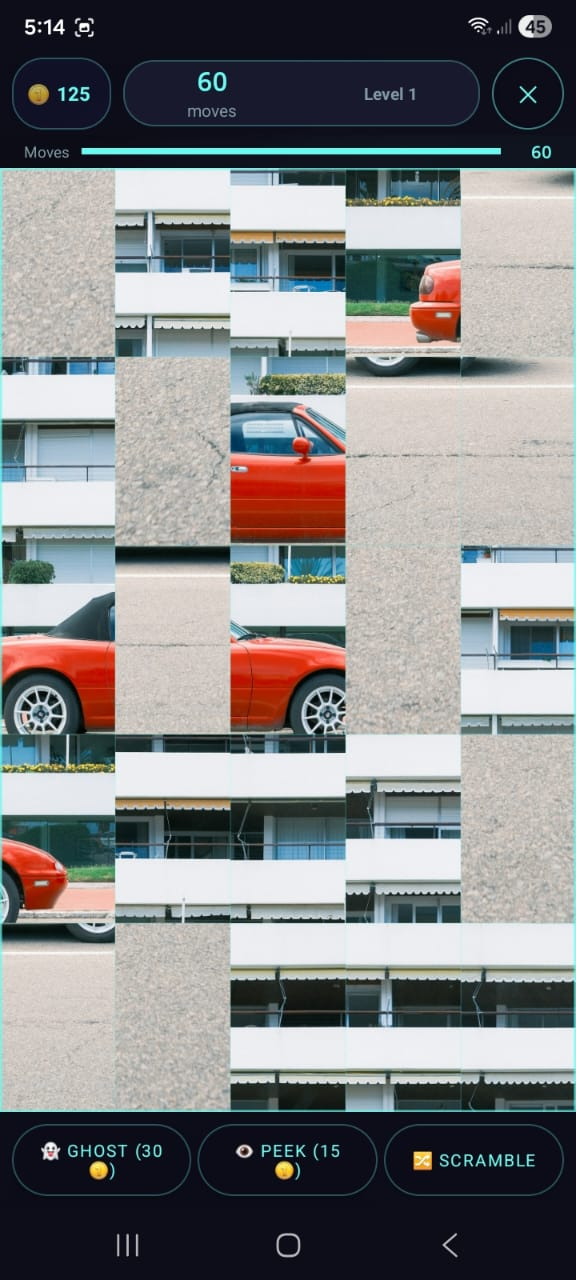 5:14
45
125
60
moves
Level 1
Moves
60
GHOST (30
)
PEEK (15
)
SCRAMBLE